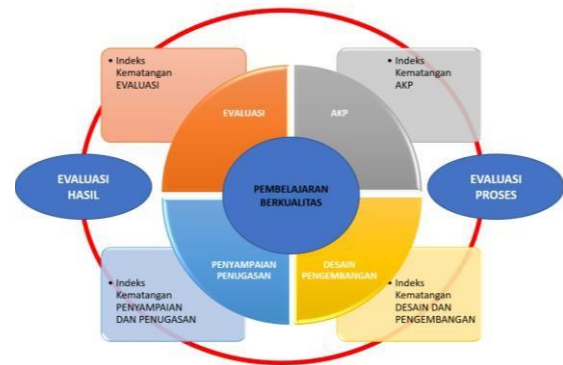 • Indeks
Kematangan
EVALUASI
• Indeks
Kematangan
AKP
EVALUASI
AKP
EVALUASI
HASIL
PEMBELAJARAN
BERKUALITAS
EVALUASI
PROSES
PENYAMPAIAN
PENUGASAN
DESAIN
PENGEMBANGAN
• Indeks
Kematangan
PENYAMPAIAN
DAN PENUGASAN
• Indeks
Kematangan
DESAIN DAN
PENGEMBANGAN